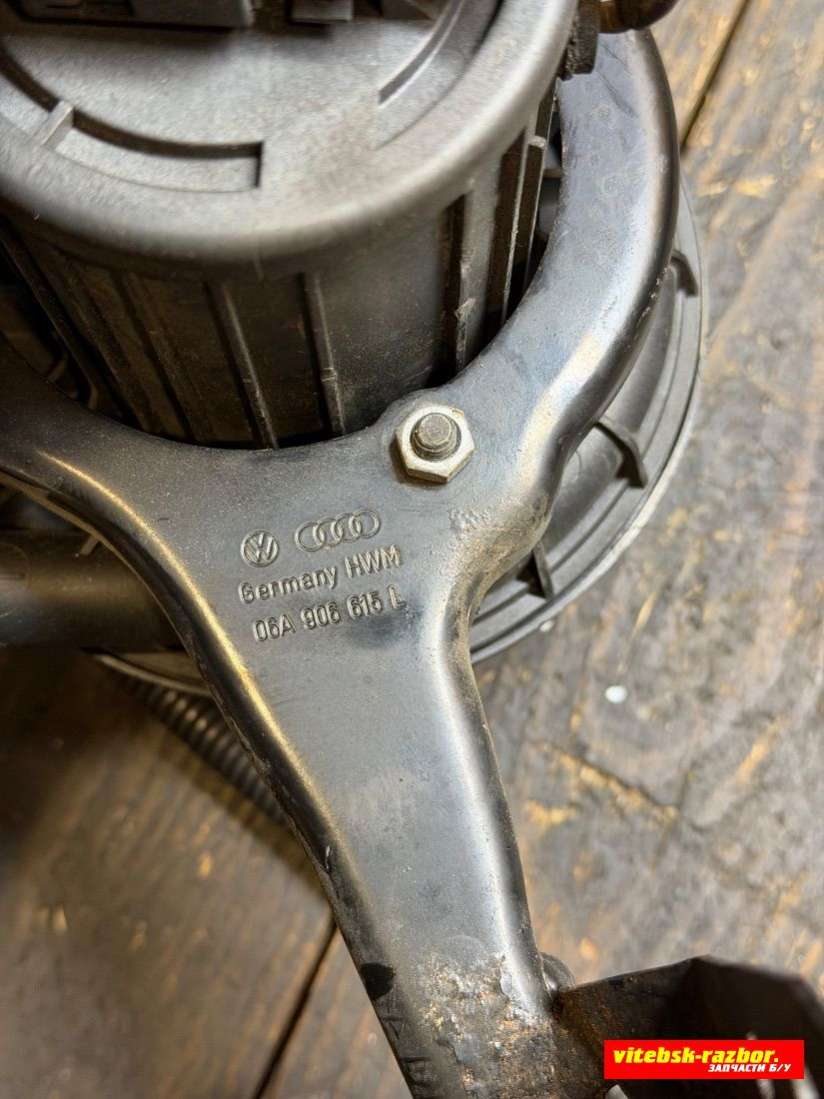 Germany HWM
06A 906 615 L
vitebsk-razbor.
ЗАПЧАСТИ Б/У